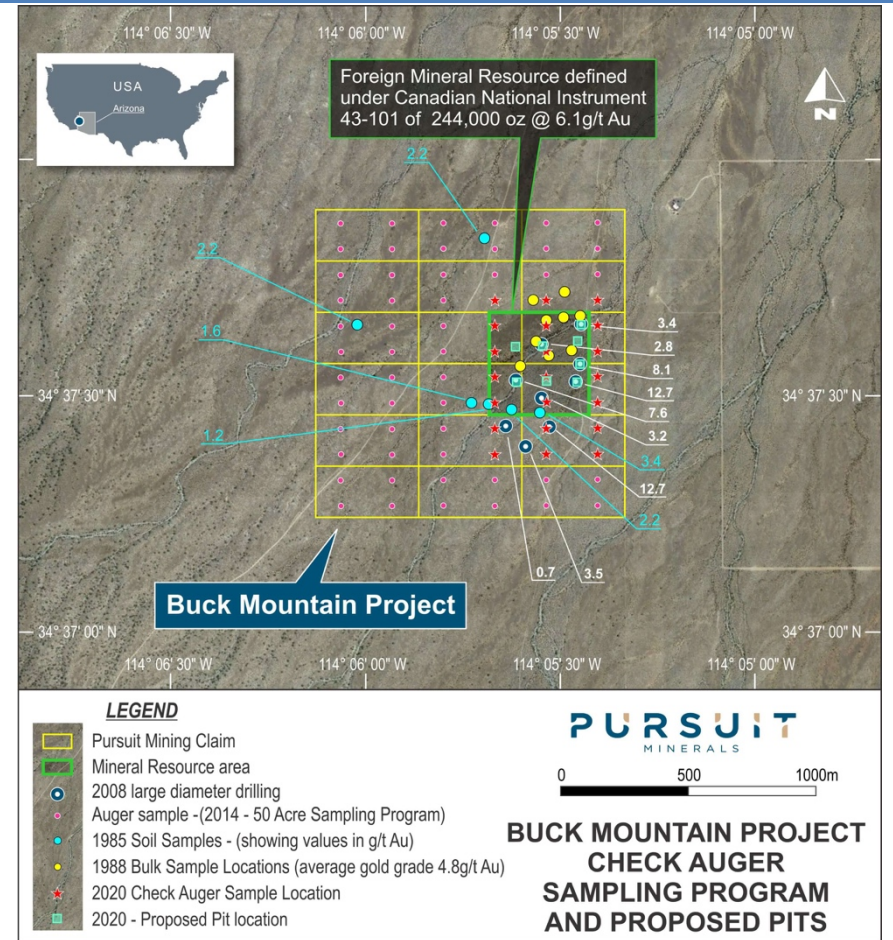 114° 06' 30" W
114° 06' 00" W
114° 05' 30" W
114° 05' 00" W
USA
Arizona
Foreign Mineral Resource defined
under Canadian National Instrument
43-101 of 244,000 oz @ 6.1g/t Au
N
2.2
2.2
1.6
1.2
3.4
2.8
8.1
12.7
7.6
3.2
3.4
12.7
2.2
0.7
3.5
34° 37' 30" N
34° 37' 30" N
Buck Mountain Project
34° 37' 00" N
34° 37' 00" N
114° 06' 30" W
114° 06' 00" W
114° 05' 30" W
114° 05' 00" W
LEGEND
Pursuit Mining Claim
Mineral Resource area
2008 large diameter drilling
Auger sample -(2014 - 50 Acre Sampling Program)
1985 Soil Samples - (showing values in g/t Au)
1988 Bulk Sample Locations (average gold grade 4.8g/t Au)
2020 Check Auger Sample Location
2020 - Proposed Pit location
PURSUIT
MINERALS
0 500 1000m
BUCK MOUNTAIN PROJECT
CHECK AUGER
SAMPLING PROGRAM
AND PROPOSED PITS